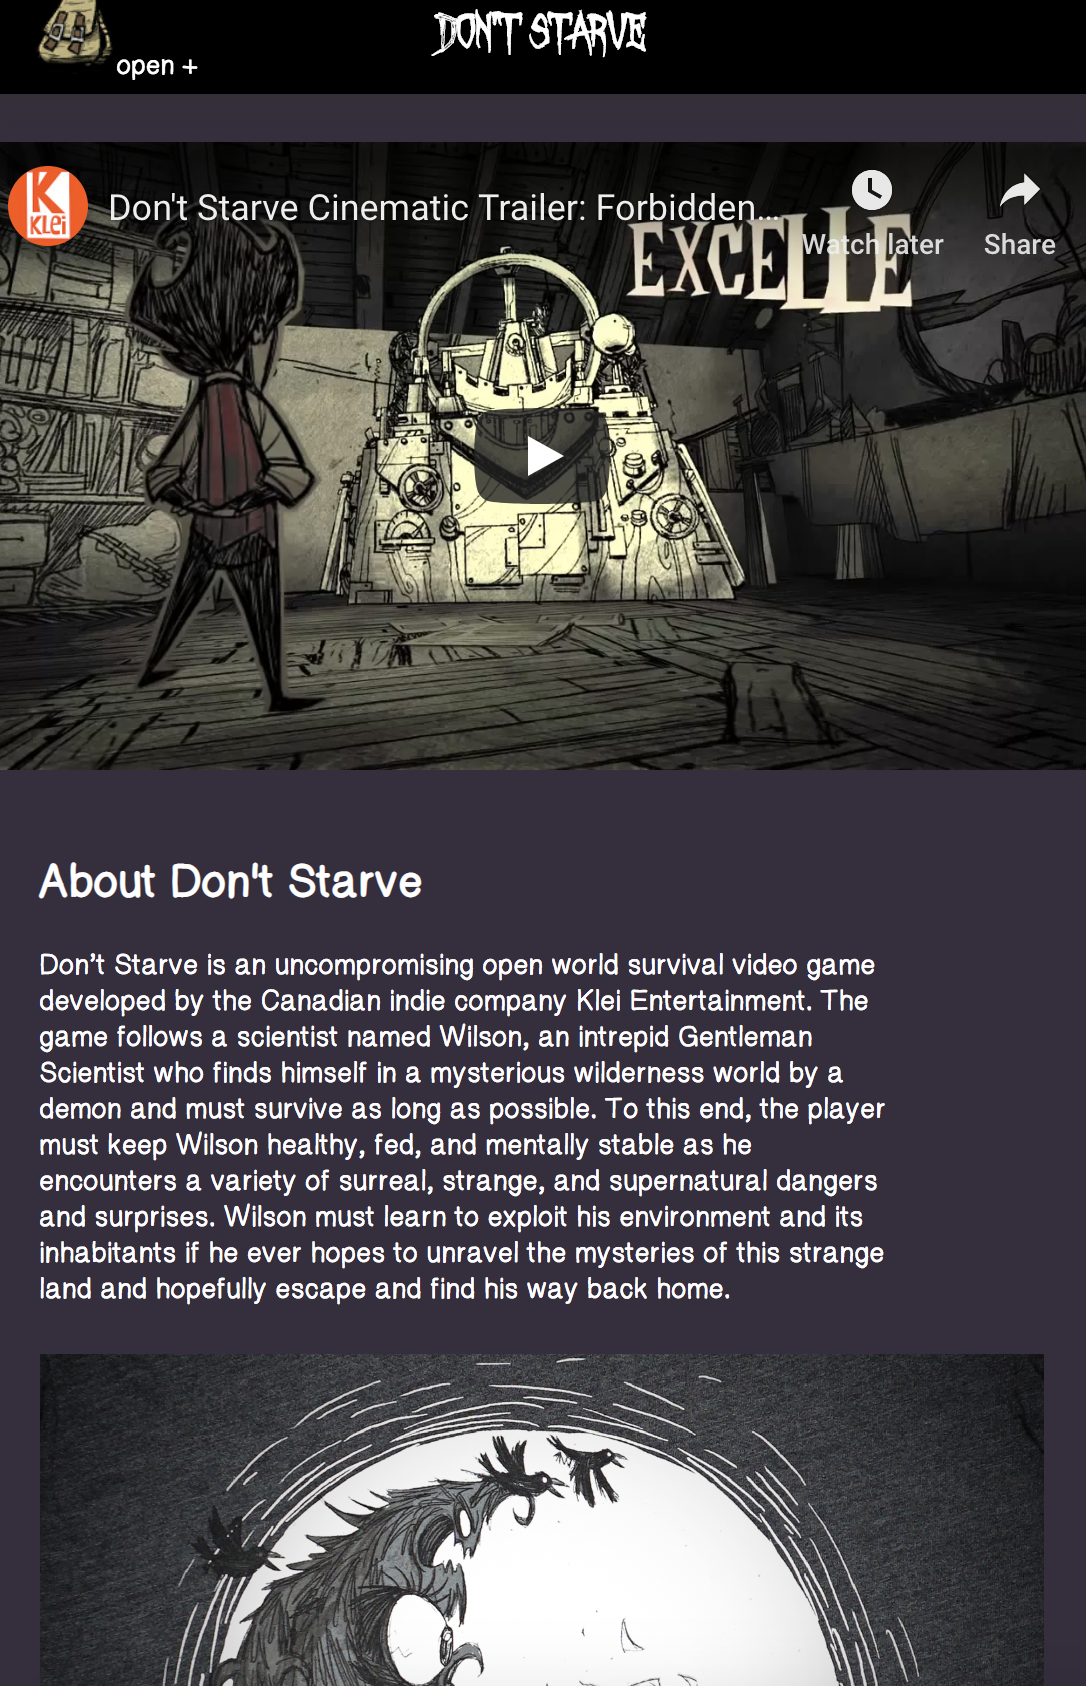 DON'T STARVE
open +
K
KLei
Don't Starve Cinematic Trailer: Forbidden...
Watch later
Share
EXCELLE
About Don't Starve
Don't Starve is an uncompromising open world survival video game
developed by the Canadian indie company Klei Entertainment. The
game follows a scientist named Wilson, an intrepid Gentleman
Scientist who finds himself in a mysterious wilderness world by a
demon and must survive as long as possible. To this end, the player
must keep Wilson healthy, fed, and mentally stable as he
encounters a variety of surreal, strange, and supernatural dangers
and surprises. Wilson must learn to exploit his environment and its
inhabitants if he ever hopes to unravel the mysteries of this strange
land and hopefully escape and find his way back home.